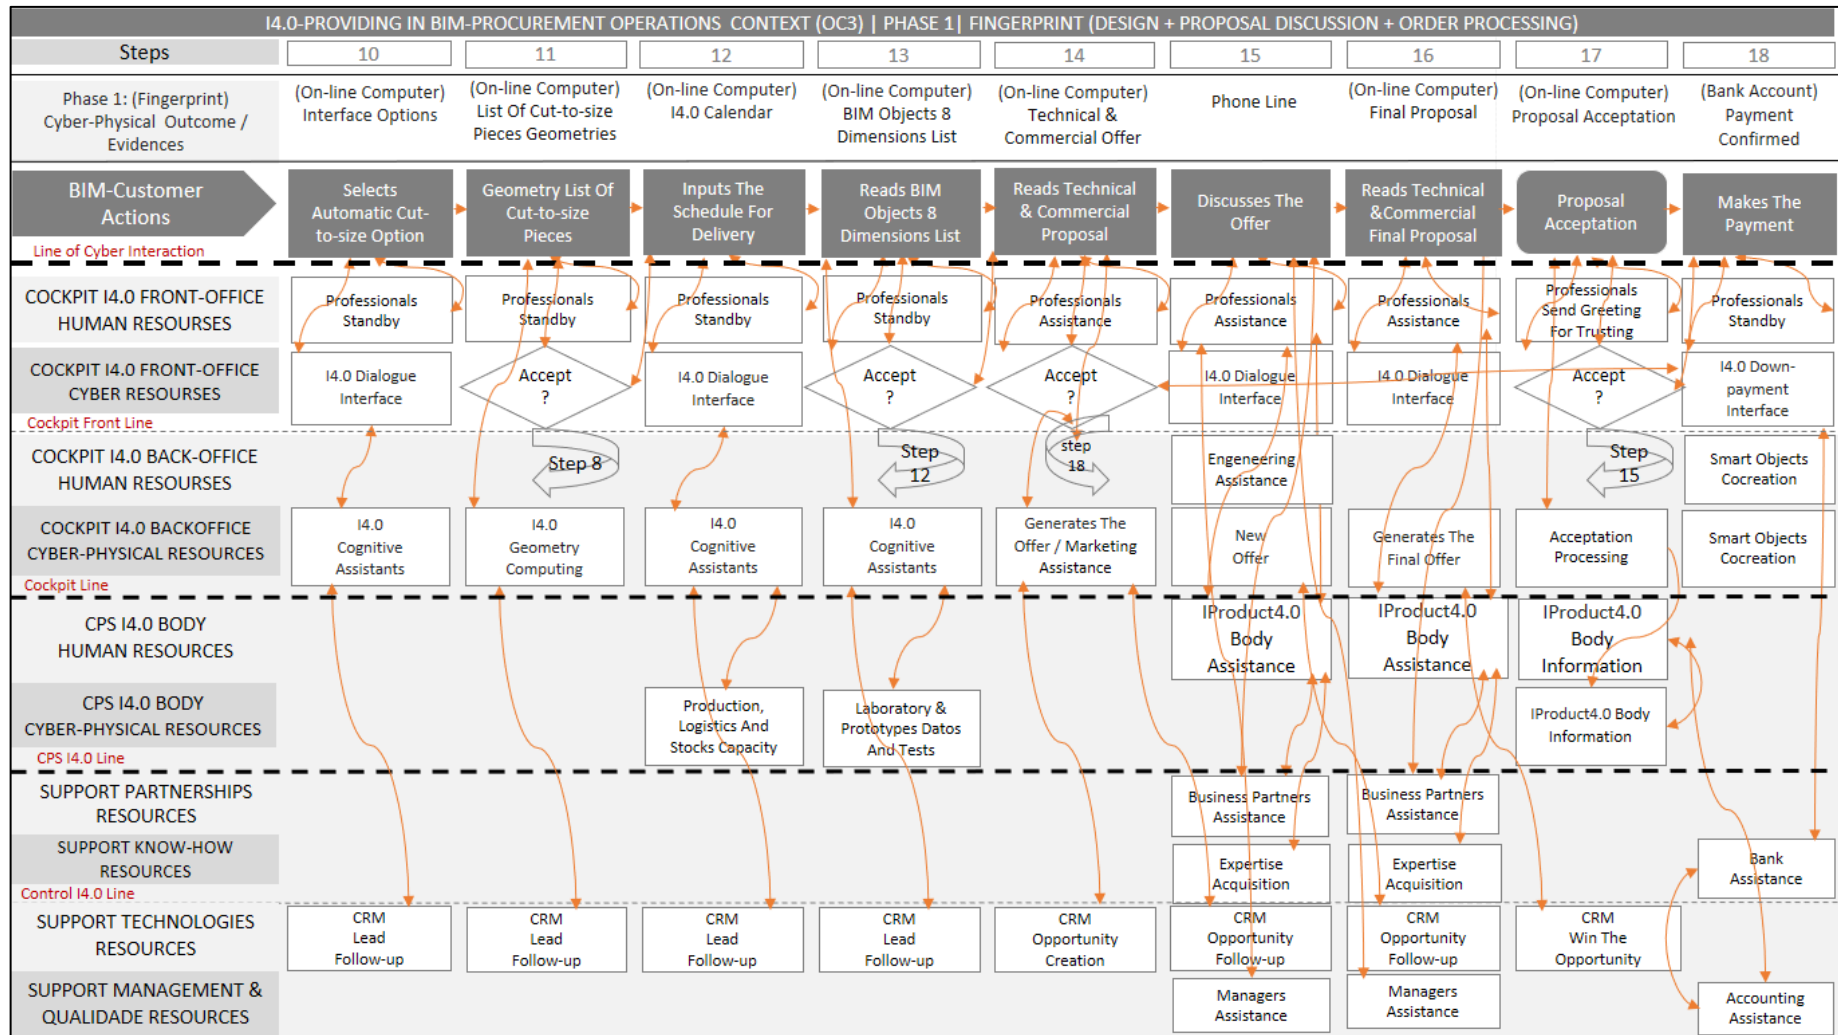 I4.0-PROVIDING IN BIM-PROCUREMENT OPERATIONS CONTEXT (OC3) | PHASE 1| FINGERPRINT (DESIGN + PROPOSAL DISCUSSION + ORDER PROCESSING)
Steps
10
11
12
13
14
15
16
17
18
Phase 1: (Fingerprint)
Cyber-Physical Outcome /
Evidences
(On-line Computer)
Interface Options
(On-line Computer)
List Of Cut-to-size
Pieces Geometries
(On-line Computer)
I4.0 Calendar
(On-line Computer)
BIM Objects 8
Dimensions List
(On-line Computer)
Technical &
Commercial Offer
Phone Line
(On-line Computer)
Final Proposal
(On-line Computer)
Proposal Acceptation
(Bank Account)
Payment
Confirmed
BIM-Customer
Actions
Line of Cyber Interaction
Selects
Automatic Cut-
to-size Option
Geometry List Of
Cut-to-size
Pieces
Inputs The
Schedule For
Delivery
Reads BIM
Objects 8
Dimensions List
Reads Technical
& Commercial
Proposal
Discusses The
Offer
Reads Technical
&Commercial
Final Proposal
Proposal
Acceptation
Makes The
Payment
COCKPIT I4.0 FRONT-OFFICE
HUMAN RESOURSES
Professionals
Standby
Professionals
Standby
Professionals
Standby
Professionals
Standby
Professionals
Assistance
Professionals
Assistance
Professionals
Assistance
Professionals
Send Greeting
For Trusting
Professionals
Standby
COCKPIT I4.0 FRONT-OFFICE
CYBER RESOURSES
Cockpit Front Line
I4.0 Dialogue
Interface
Accept
?
I4.0 Dialogue
Interface
Accept
?
Accept
?
I4.0 Dialogue
Interface
I4.0 Dialogue
Interface
Accept
?
I4.0 Down-
payment
Interface
COCKPIT I4.0 BACK-OFFICE
HUMAN RESOURSES
Step 8
Step
12
step
18
Engeneering
Assistance
Step
15
Smart Objects
Cocreation
COCKPIT I4.0 BACKOFFICE
CYBER-PHYSICAL RESOURCES
Cockpit Line
I4.0
Cognitive
Assistants
I4.0
Geometry
Computing
I4.0
Cognitive
Assistants
I4.0
Cognitive
Assistants
Generates The
Offer / Marketing
Assistance
New
Offer
Generates The
Final Offer
Acceptation
Processing
Smart Objects
Cocreation
CPS I4.0 BODY
HUMAN RESOURCES
IProduct4.0
Body
Assistance
IProduct4.0
Body
Assistance
IProduct4.0
Body
Information
CPS I4.0 BODY
CYBER-PHYSICAL RESOURCES
CPS I4.0 Line
Production,
Logistics And
Stocks Capacity
Laboratory &
Prototypes Datos
And Tests
IProduct4.0 Body
Information
SUPPORT PARTNERSHIPS
RESOURCES
Business Partners
Assistance
Business Partners
Assistance
SUPPORT KNOW-HOW
RESOURCES
Control I4.0 Line
Expertise
Acquisition
Expertise
Acquisition
Bank
Assistance
SUPPORT TECHNOLOGIES
RESOURCES
CRM
Lead
Follow-up
CRM
Lead
Follow-up
CRM
Lead
Follow-up
CRM
Lead
Follow-up
CRM
Opportunity
Creation
CRM
Opportunity
Follow-up
CRM
Opportunity
Follow-up
CRM
Win The
Opportunity
SUPPORT MANAGEMENT &
QUALIDADE RESOURCES
Managers
Assistance
Managers
Assistance
Accounting
Assistance